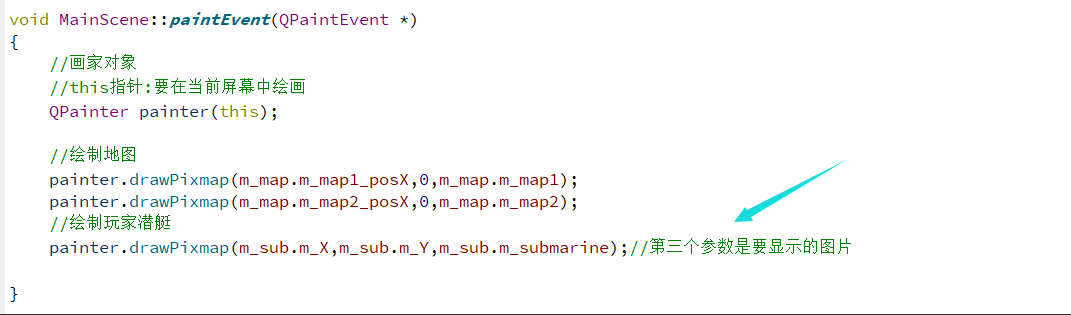 void MainScene::paintEvent(QPaintEvent *)
{
//画家对象
//this指针:要在当前屏幕中绘画
QPainter painter(this);
//绘制地图
painter.drawPixmap(m_map.m_map1_posX,0,m_map.m_map1);
painter.drawPixmap(m_map.m_map2_posX,0,m_map.m_map2);
//绘制玩家潜艇
painter.drawPixmap(m_sub.m_X,m_sub.m_Y,m_sub.m_submarine);//第三个参数是要显示的图片
}